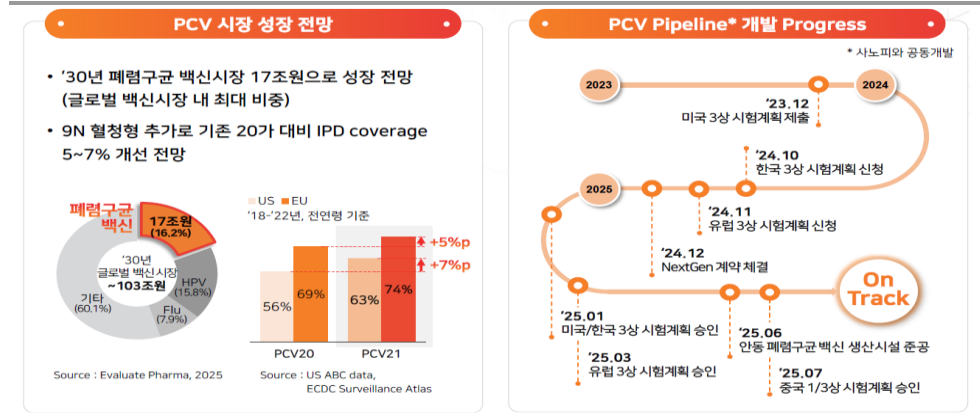 PCV 시장 성장 전망
• '30년 폐렴구균 백신시장 17조원으로 성장 전망
(글로벌 백신시장 내 최대 비중)
• 9N 혈청형 추가로 기존 20가 대비 IPD coverage
5~7% 개선 전망
폐렴구균
백신
17조원
(16.2%)
'30년
글로벌 백신 시장
~103조원
HPV
(15.8%)
Flu
(7.9%)
기타
(60.1%)
US EU
'18-'22년, 전연령 기준
+5%p
+7%p
56%
69%
63%
74%
PCV20
PCV21
Source : Evaluate Pharma, 2025
Source : US ABC data,
ECDC Surveillance Atlas
PCV Pipeline* 개발 Progress
* 사노피와 공동개발
2023
2024
'23.12
미국 3상 시험계획 제출
'24.10
한국 3상 시험계획 신청
2025
'24.11
유럽 3상 시험계획 신청
'24.12
NextGen 계약 체결
On
Track
'25.01
미국/한국 3상 시험계획 승인
'25.03
유럽 3상 시험계획 승인
'25.06
안동 폐렴구균 백신 생산시설 준공
'25.07
중국 1/3상 시험계획 승인